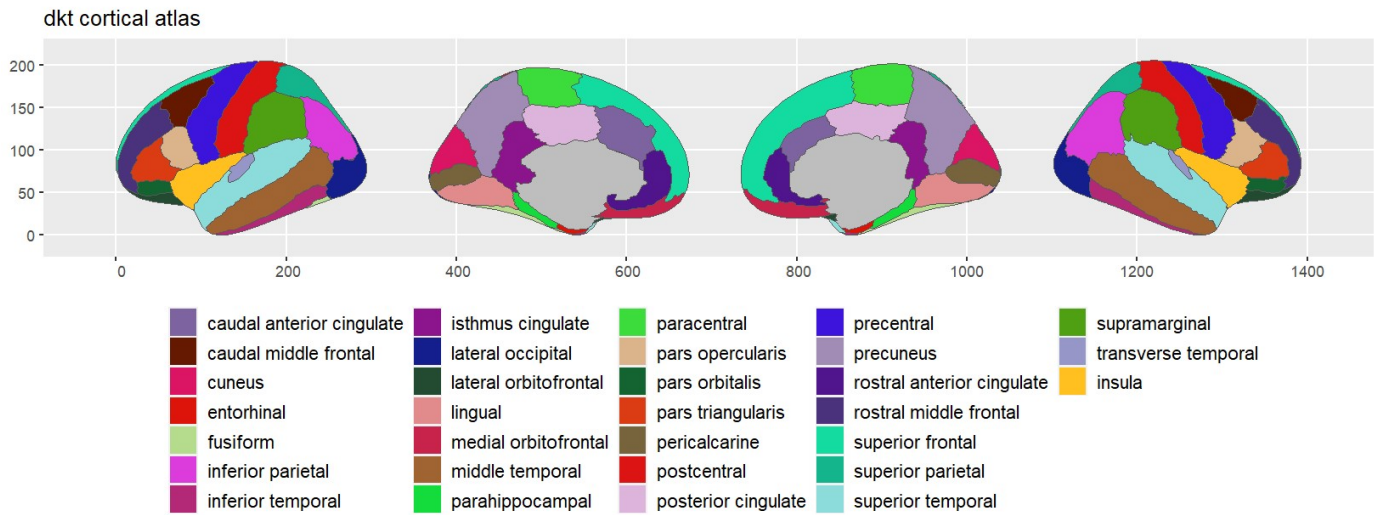 dkt cortical atlas
200
150
100
50
0
0 200 400 600 800 1000 1200 1400
caudal anterior cingulate isthmus cingulate paracentral precentral supramarginal
caudal middle frontal lateral occipital pars opercularis precuneus transverse temporal
cuneus lateral orbitofrontal pars orbitalis rostral anterior cingulate insula
entorhinal lingual pars triangularis rostral middle frontal
fusiform medial orbitofrontal pericalcarine superior frontal
inferior parietal middle temporal postcentral superior parietal
inferior temporal parahippocampal posterior cingulate superior temporal